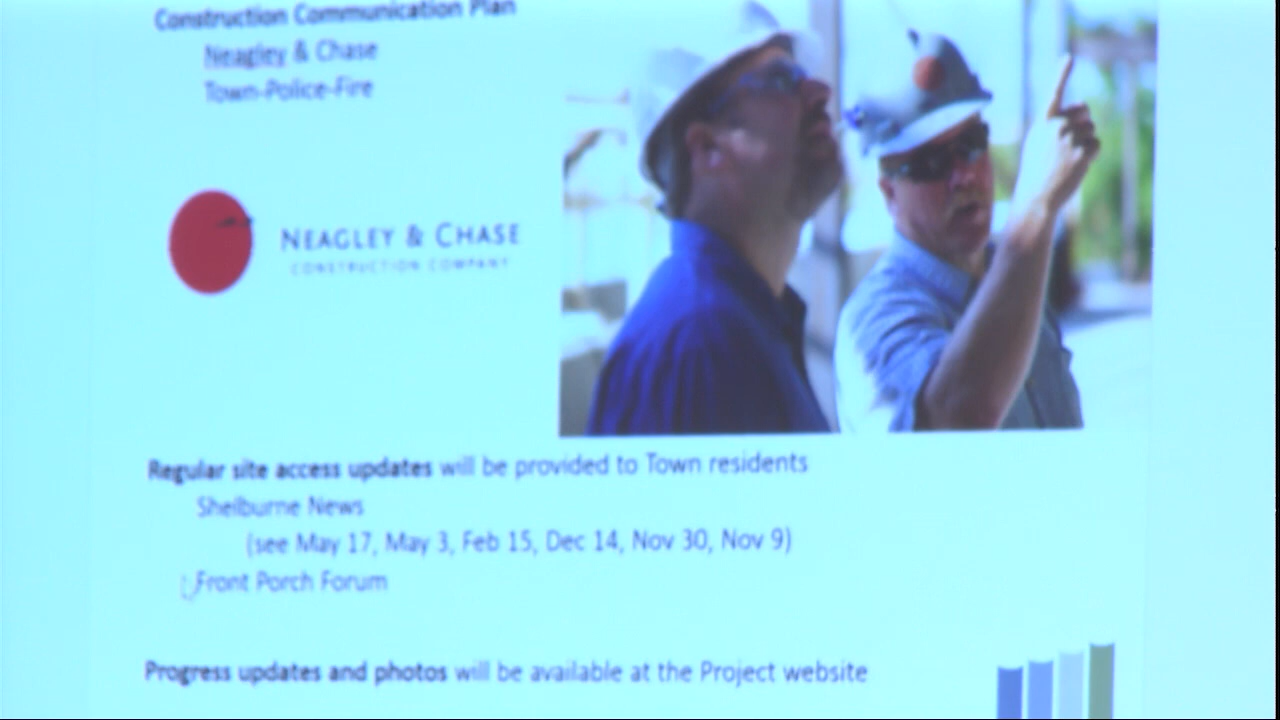 Construction Communication Plan
Neagley & Chase
Town-Police-Fire
NEAGLEY & CHASE
CONSTRUCTION COMPANY
Regular site access updates will be provided to Town residents
Shelburne News
(see May 17, May 3, Feb 15, Dec 14, Nov 30, Nov 9)
Front Porch Forum
Progress updates and photos will be available at the Project website